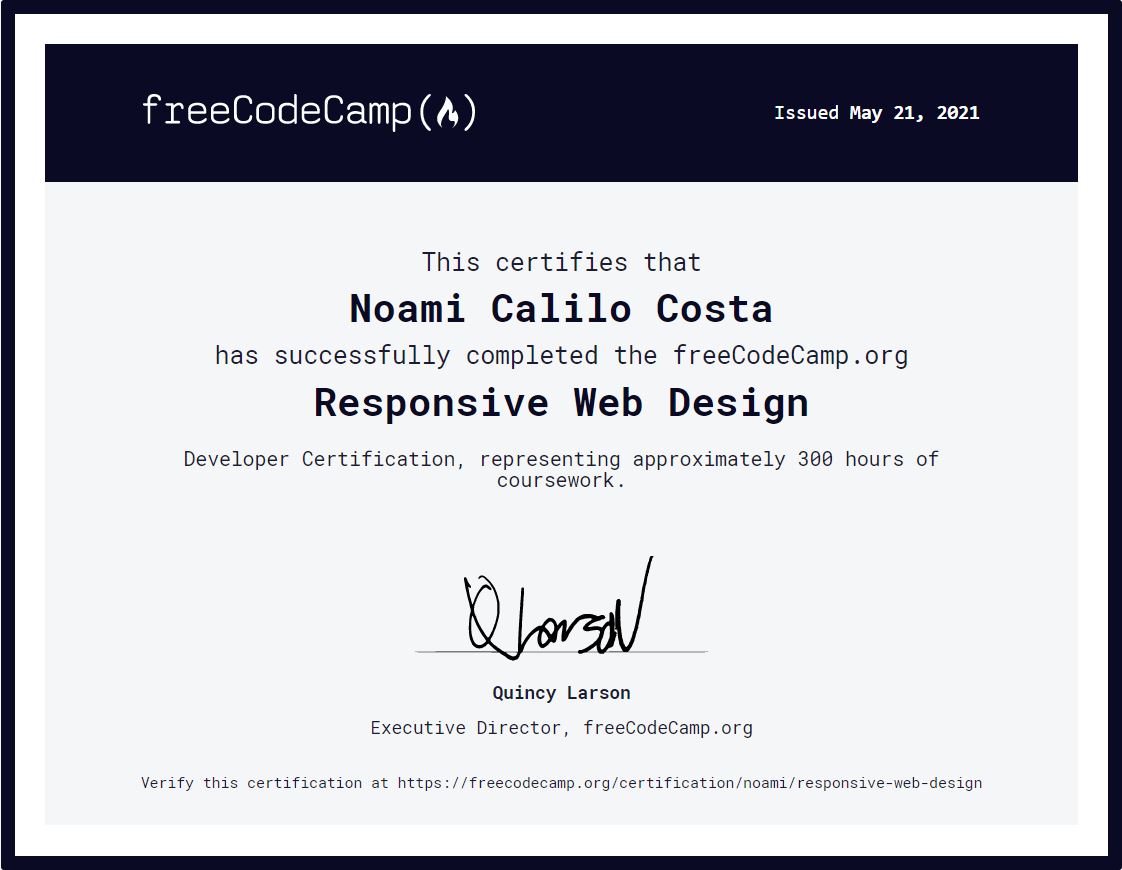 freeCodeCamp(🔥)
Issued May 21, 2021
This certifies that
Noami Calilo Costa
has successfully completed the freeCodeCamp.org
Responsive Web Design
Developer Certification, representing approximately 300 hours of
coursework.
Q Larson
Quincy Larson
Executive Director, freeCodeCamp.org
Verify this certification at https://freecodecamp.org/certification/noami/responsive-web-design